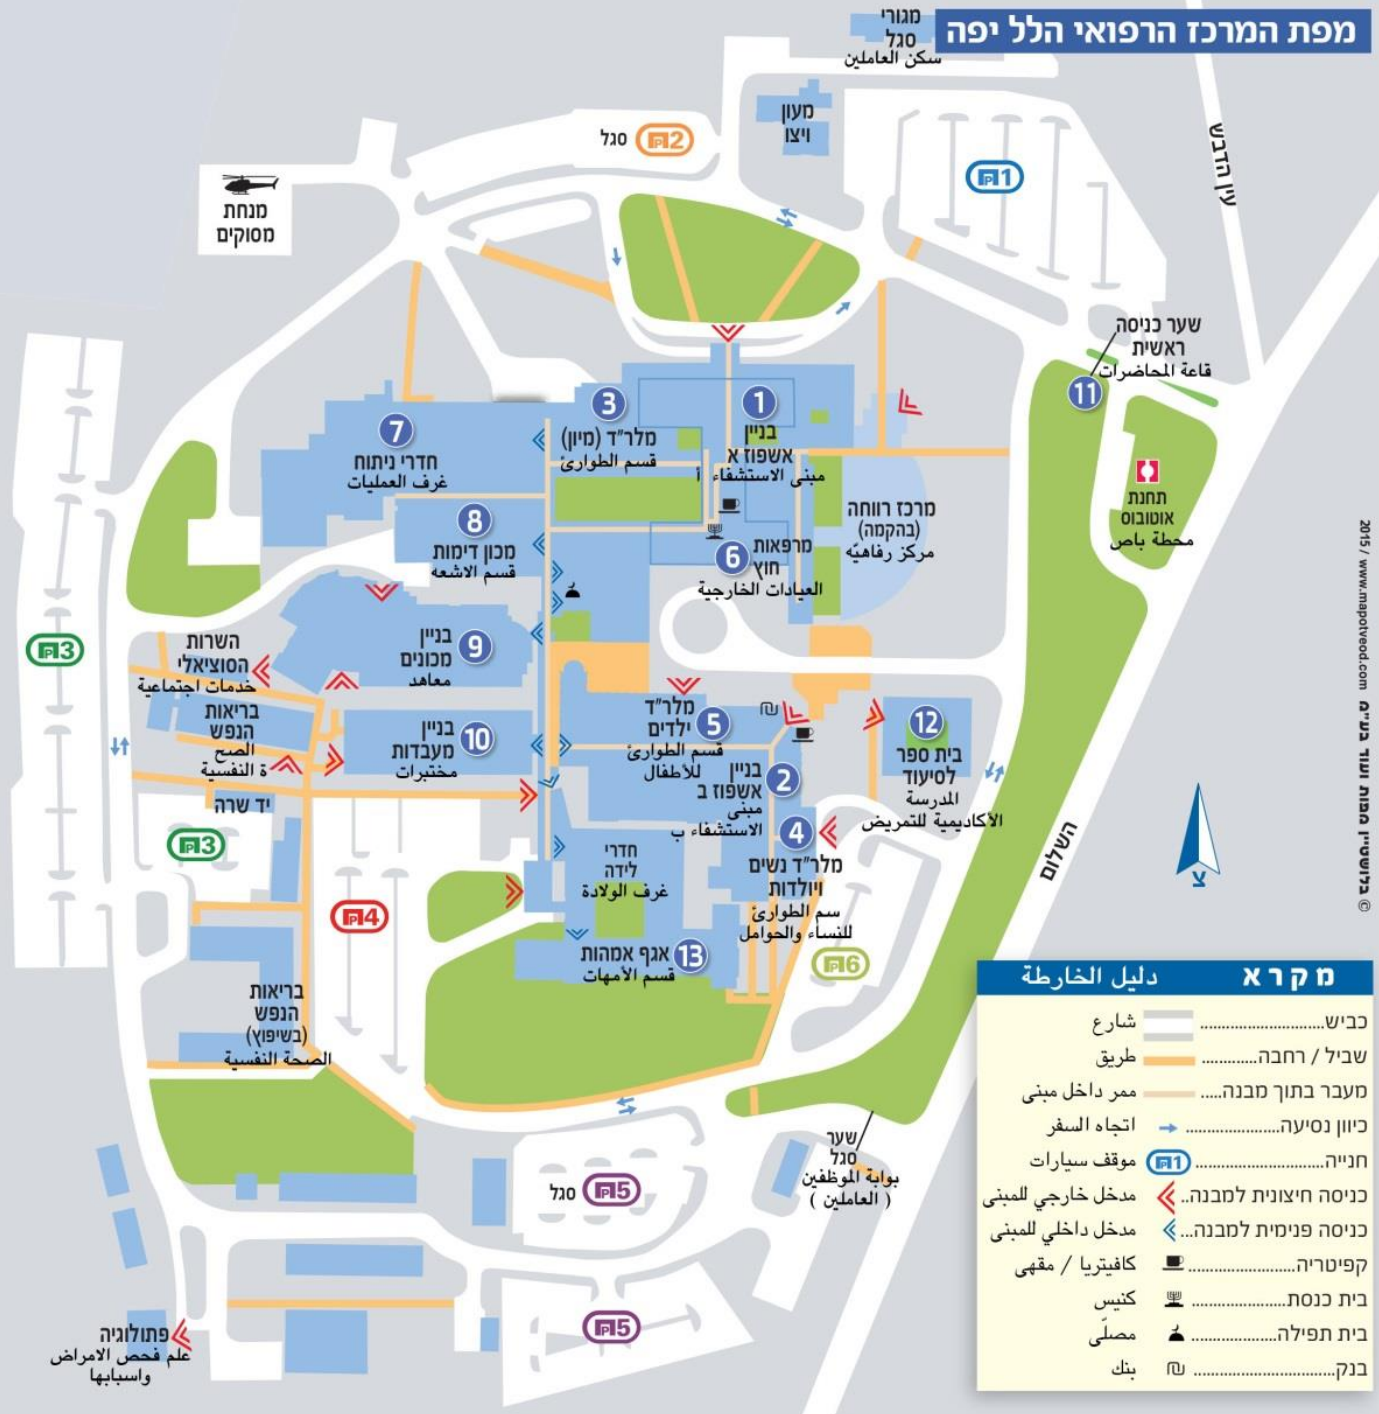 מפת המרכז הרפואי הלל יפה
מגורי
סגל
سكن العاملين
מעון
ויצו
P2 סגל
P1
עין הדבש
מנחת
מסוקים
שער כניסה
ראשית
قاعة المحاضرات
11
תחנת
אוטובוס
محطة باص
1
בניין
אשפוז א
مبنى الاستشفاء أ
3
מלר"ד (מיון)
قسم الطوارئ
7
חדרי ניתוח
غرف العمليات
8
מכון דימות
قسم الاشعه
מרכז רווחה
(בהקמה)
مركز رفاهيّه
6
מרפאות
חוץ
العيادات الخارجية
9
בניין
מכונים
معاهد
P3
השרות
הסוציאלי
خدمات اجتماعية
בריאות
הנפש
الصح
ة النفسية
10
בניין
מעבדות
مختبرات
5
מלר"ד
ילדים
قسم الطوارئ
للأطفال
₪
12
בית ספר
לסיעוד
المدرسة
الأكاديمية للتمريض
2
בניין
אשפוז ב
مبنى
الاستشفاء ب
יד שרה
P3
4
מלר"ד נשים
ויולדות
سم الطوارئ
للنساء والحوامل
חדרי
לידה
غرف الولادة
13
אגף אמהות
قسم الأمهات
P4
P6
השלום
צ
בריאות
הנפש
(בשיפוץ)
الصحة النفسية
שער
סגל
بوابة الموظفين
( العاملين )
P5 סגל
P5
פתולוגיה
علم فحص الامراض
واسبابها
מקרא دليل الخارطة
כביש............................ شارع
שביל / רחבה............ طريق
מעבר בתוך מבנה..... ممر داخل مبنى
כיוון נסיעה..................... اتجاه السفر
חנייה............................. P1 موقف سيارات
כניסה חיצונית למבנה.. مدخل خارجي للمبنى
כניסה פנימית למבנה... مدخل داخلي للمبنى
קפיטריה........................ كافيتريا / مقهى
בית כנסת....................... كنيس
בית תפילה..................... مصلّى
בנק................................ ₪ بنك
© בלושטיין מפות ועוד בע"מ 2015 / www.mapotveod.com